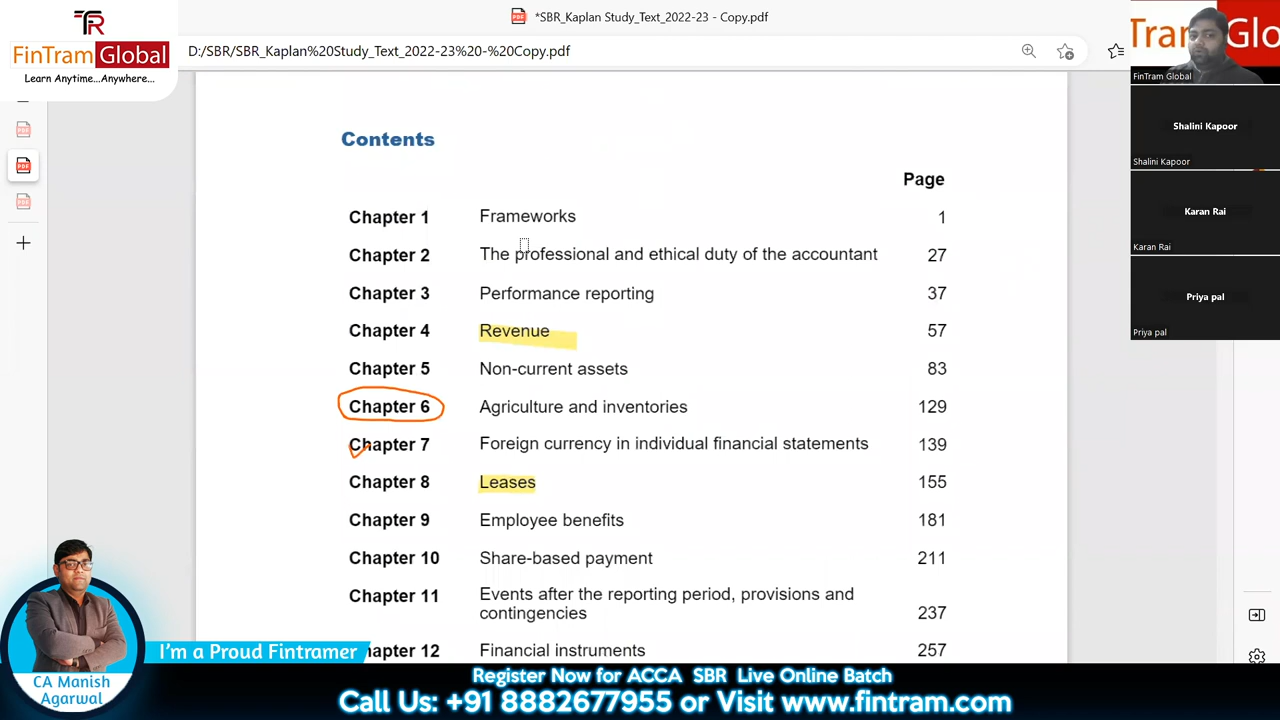 TR
FinTram Global
Learn Anytime...Anywhere...
*SBR_Kaplan Study_Text_2022-23 - Copy.pdf
D:/SBR/SBR_Kaplan%20Study_Text_2022-23%20-%20Copy.pdf
Contents
Page
Chapter 1 Frameworks 1
Chapter 2 The professional and ethical duty of the accountant 27
Chapter 3 Performance reporting 37
Chapter 4 Revenue 57
Chapter 5 Non-current assets 83
Chapter 6 Agriculture and inventories 129
Chapter 7 Foreign currency in individual financial statements 139
Chapter 8 Leases 155
Chapter 9 Employee benefits 181
Chapter 10 Share-based payment 211
Chapter 11 Events after the reporting period, provisions and
contingencies 237
hapter 12 Financial instruments 257
Tram Glo
FinTram Global
Shalini Kapoor
Shalini Kapoor
Karan Rai
Karan Rai
Priya pal
Priya pal
I'm a Proud Fintramer
CA Manish
Agarwal
Register Now for ACCA SBR Live Online Batch
Call Us: +91 8882677955 or Visit www.fintram.com